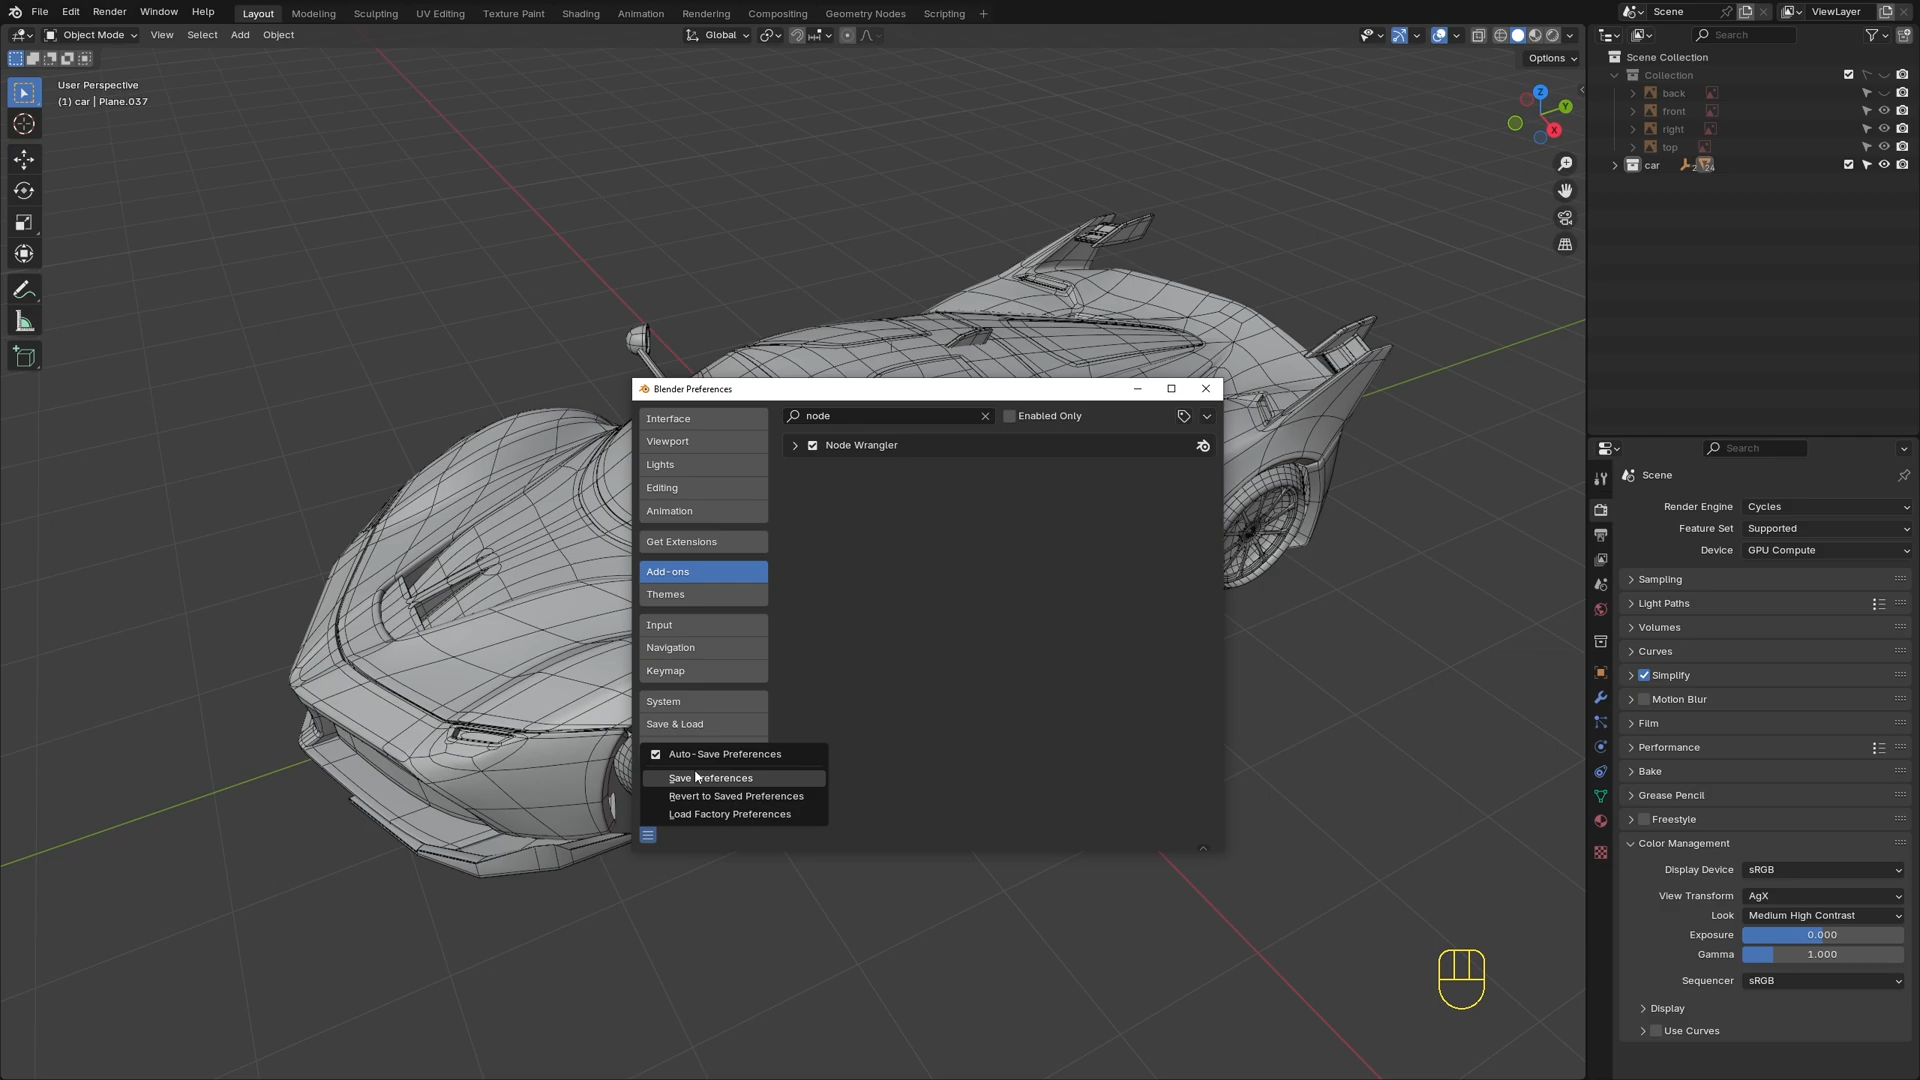 File Edit Render Window Help Layout Modeling Sculpting UV Editing Texture Paint Shading Animation Rendering Compositing Geometry Nodes Scripting +
Scene
ViewLayer
Object Mode View Select Add Object
Global
Options
Search
User Perspective
(1) car | Plane.037
Z
Y
X
Scene Collection
Collection
back
front
right
top
car
Blender Preferences
Interface
Viewport
Lights
Editing
Animation
Get Extensions
Add-ons
Themes
Input
Navigation
Keymap
System
Save & Load
node
Enabled Only
Node Wrangler
Auto-Save Preferences
Save Preferences
Revert to Saved Preferences
Load Factory Preferences
Search
Scene
Render Engine Cycles
Feature Set Supported
Device GPU Compute
Sampling
Light Paths
Volumes
Curves
Simplify
Motion Blur
Film
Performance
Bake
Grease Pencil
Freestyle
Color Management
Display Device sRGB
View Transform AgX
Look Medium High Contrast
Exposure 0.000
Gamma 1.000
Sequencer sRGB
Display
Use Curves